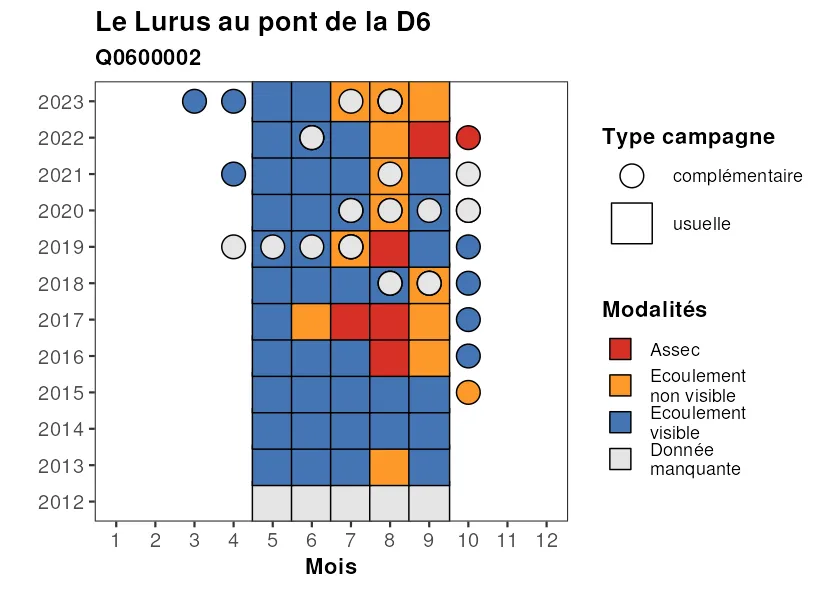 Le Lurus au pont de la D6
Q0600002
2023
2022
2021
2020
2019
2018
2017
2016
2015
2014
2013
2012
1 2 3 4 5 6 7 8 9 10 11 12
Mois
Type campagne
complémentaire
usuelle
Modalités
Assec
Ecoulement
non visible
Ecoulement
visible
Donnée
manquante